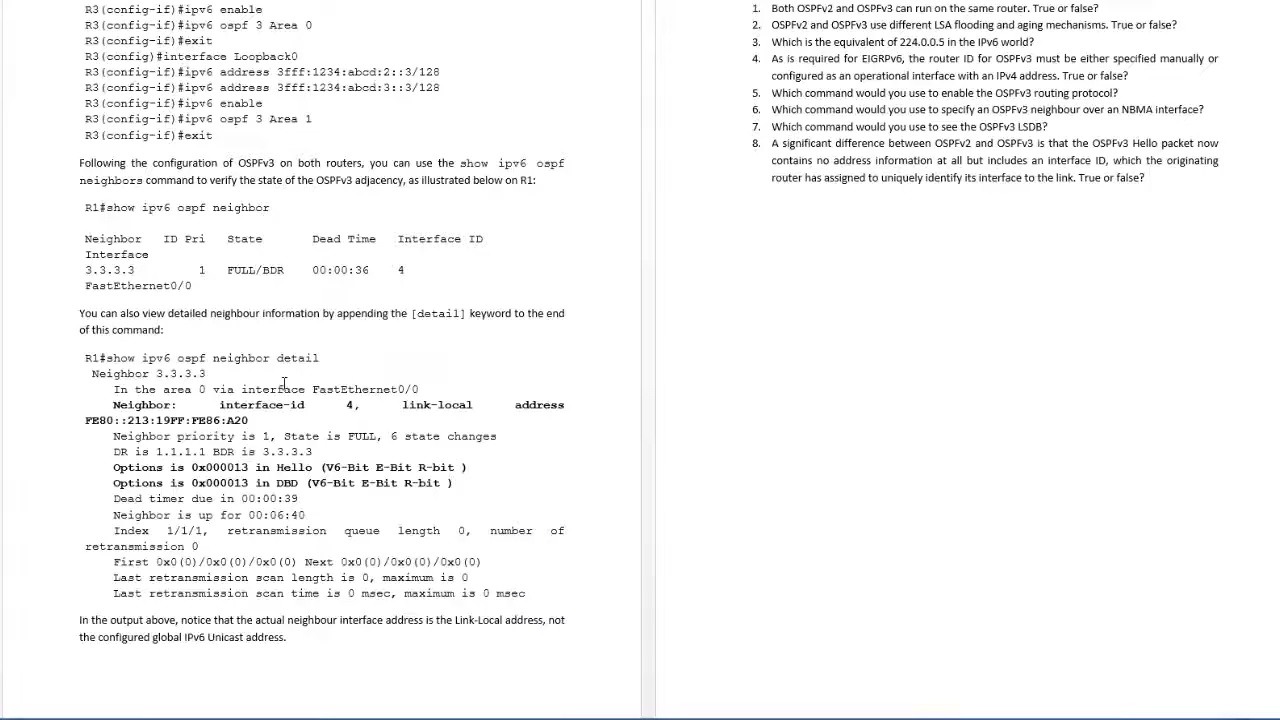 R3(config-if)#ipv6 enable
R3(config-if)#ipv6 ospf 3 Area 0
R3(config-if)#exit
R3(config)#interface Loopback0
R3(config-if)#ipv6 address 3fff:1234:abcd:2::3/128
R3(config-if)#ipv6 address 3fff:1234:abcd:3::3/128
R3(config-if)#ipv6 enable
R3(config-if)#ipv6 ospf 3 Area 1
R3(config-if)#exit
Following the configuration of OSPFv3 on both routers, you can use the show ipv6 ospf
neighbors command to verify the state of the OSPFv3 adjacency, as illustrated below on R1:
R1#show ipv6 ospf neighbor
Neighbor ID Pri State Dead Time Interface ID
Interface
3.3.3.3 1 FULL/BDR 00:00:36 4
FastEthernet0/0
You can also view detailed neighbour information by appending the [detail] keyword to the end
of this command:
R1#show ipv6 ospf neighbor detail
Neighbor 3.3.3.3
In the area 0 via interface FastEthernet0/0
Neighbor: interface-id 4, link-local address
FE80::213:19FF:FE86:A20
Neighbor priority is 1, State is FULL, 6 state changes
DR is 1.1.1.1 BDR is 3.3.3.3
Options is 0x000013 in Hello (V6-Bit E-Bit R-bit )
Options is 0x000013 in DBD (V6-Bit E-Bit R-bit )
Dead timer due in 00:00:39
Neighbor is up for 00:06:40
Index 1/1/1, retransmission queue length 0, number of
retransmission 0
First 0x0(0)/0x0(0)/0x0(0) Next 0x0(0)/0x0(0)/0x0(0)
Last retransmission scan length is 0, maximum is 0
Last retransmission scan time is 0 msec, maximum is 0 msec
In the output above, notice that the actual neighbour interface address is the Link-Local address, not
the configured global IPv6 Unicast address.
1. Both OSPFv2 and OSPFv3 can run on the same router. True or false?
2. OSPFv2 and OSPFv3 use different LSA flooding and aging mechanisms. True or false?
3. Which is the equivalent of 224.0.0.5 in the IPv6 world?
4. As is required for EIGRPv6, the router ID for OSPFv3 must be either specified manually or
configured as an operational interface with an IPv4 address. True or false?
5. Which command would you use to enable the OSPFv3 routing protocol?
6. Which command would you use to specify an OSPFv3 neighbour over an NBMA interface?
7. Which command would you use to see the OSPFv3 LSDB?
8. A significant difference between OSPFv2 and OSPFv3 is that the OSPFv3 Hello packet now
contains no address information at all but includes an interface ID, which the originating
router has assigned to uniquely identify its interface to the link. True or false?